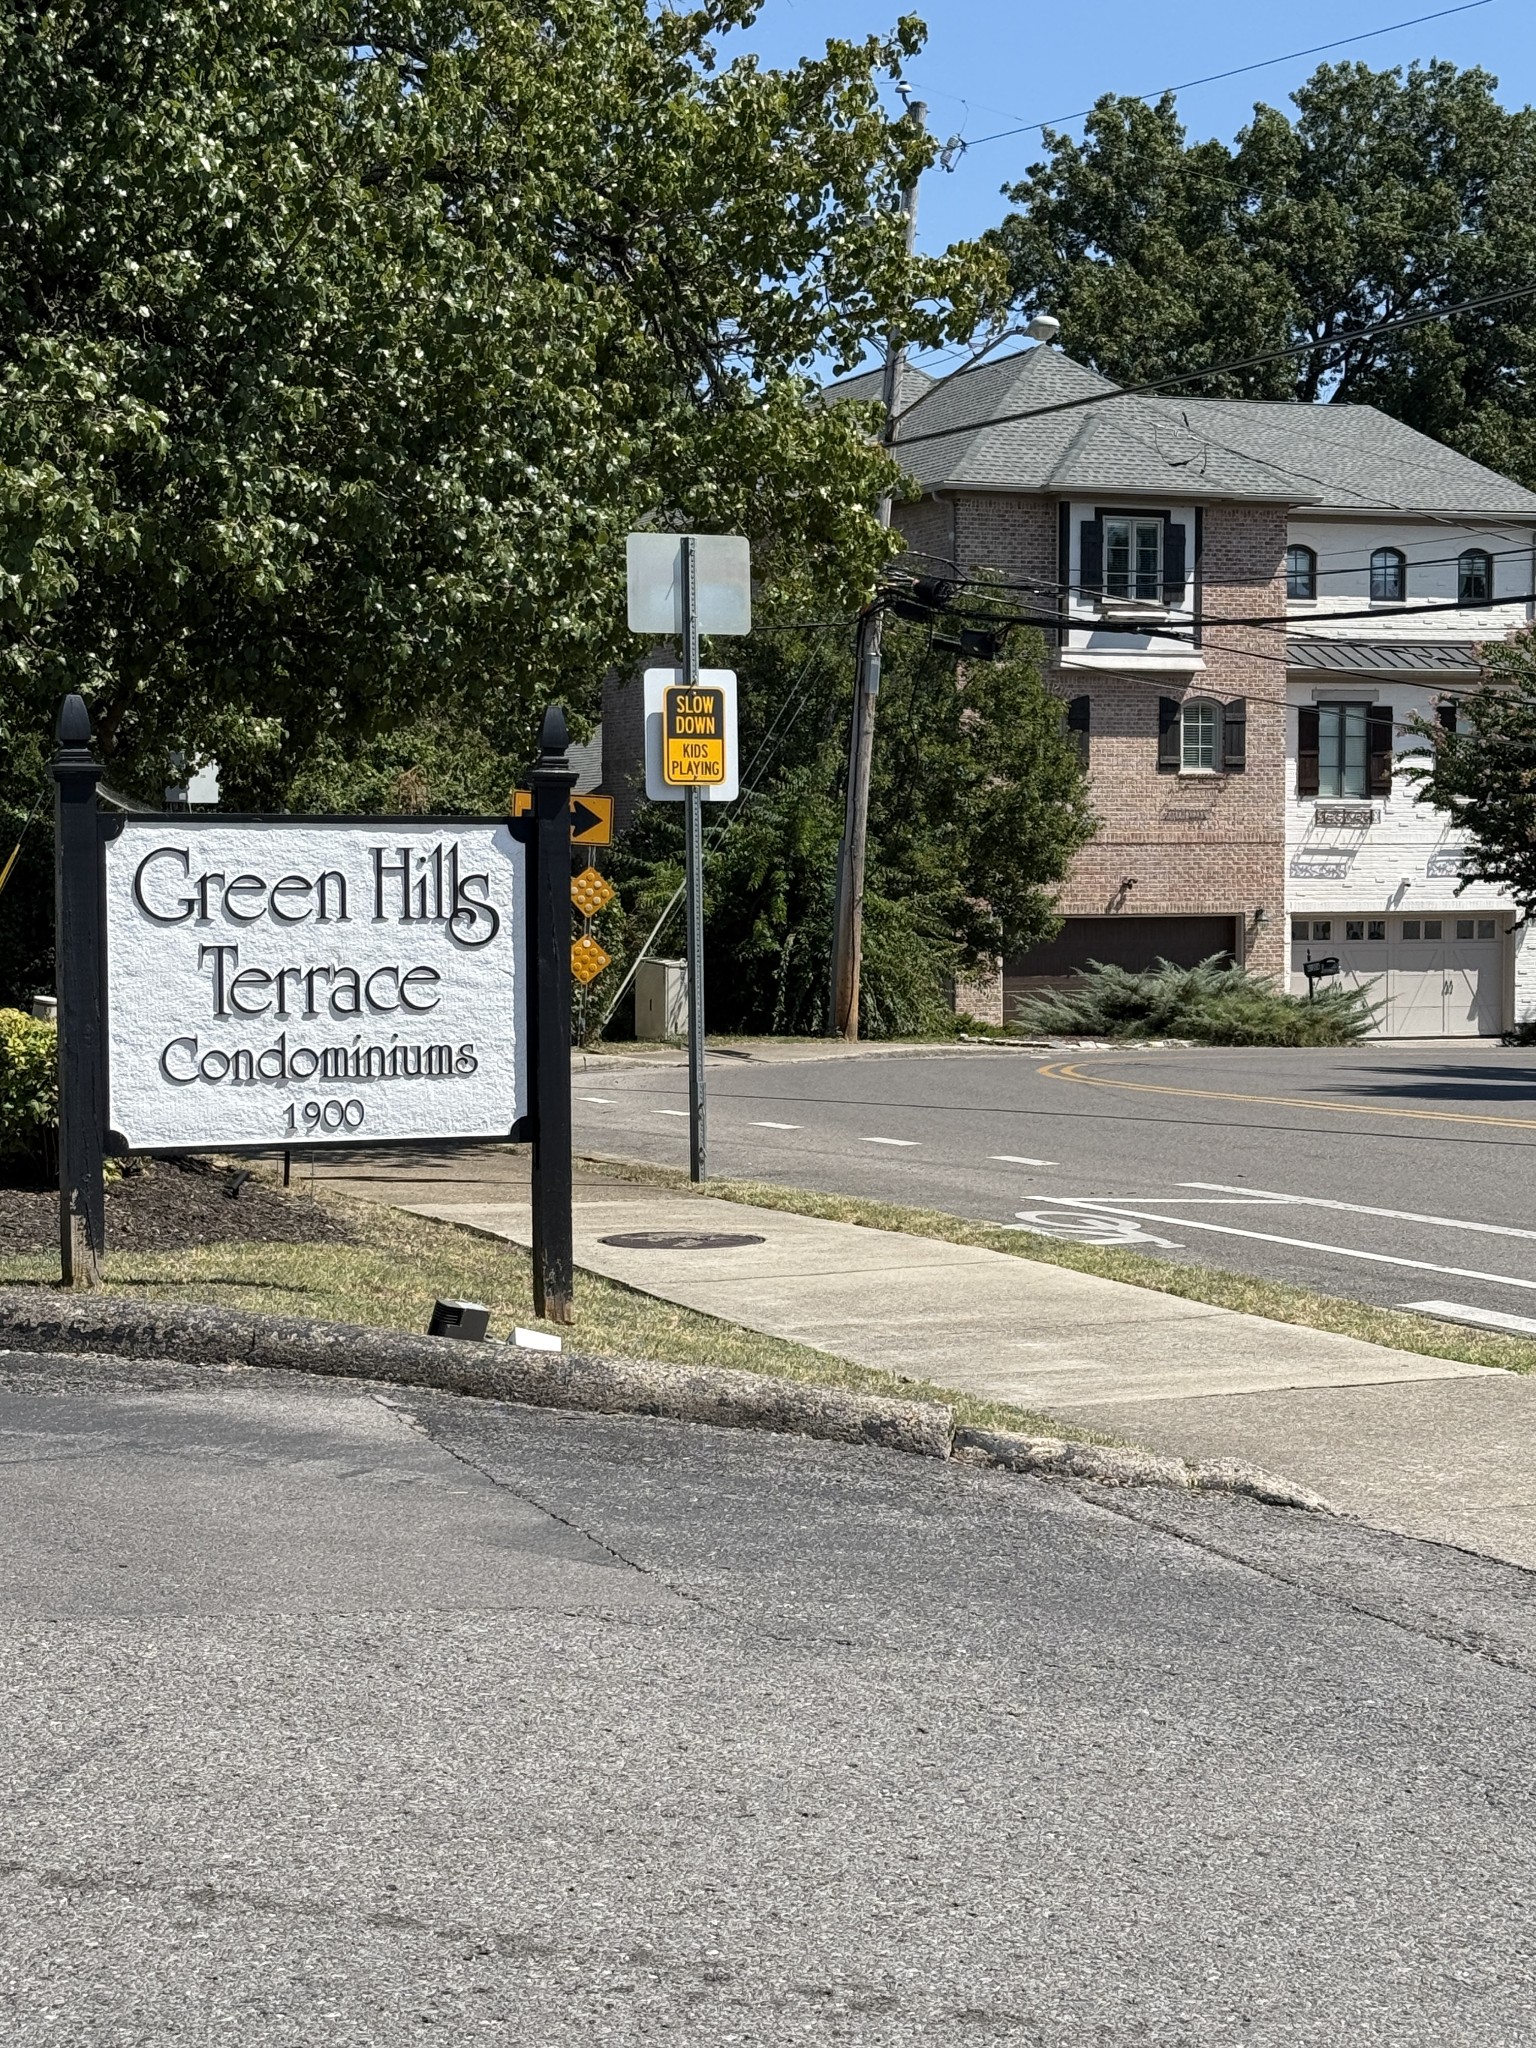 Green Hills
Terrace
Condominiums
1900
SLOW
DOWN
KIDS
PLAYING